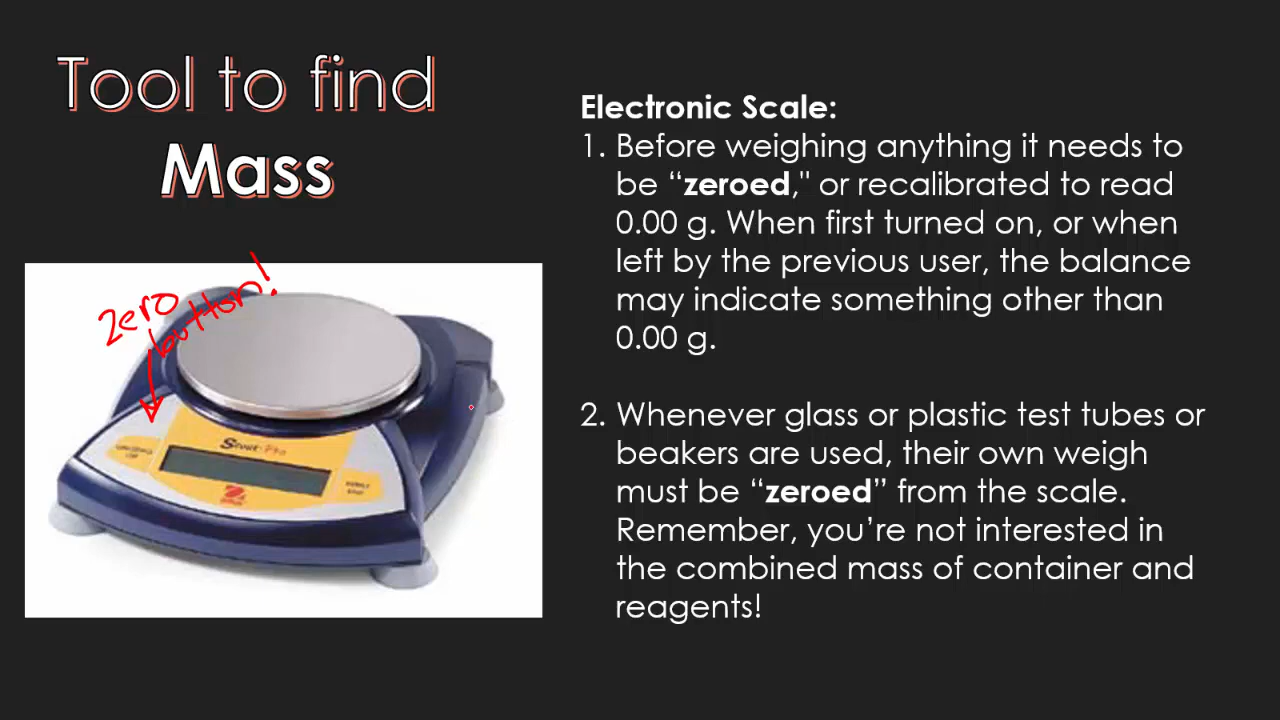 Tool to find
Mass
Zero
button!
Electronic Scale:
1. Before weighing anything it needs to
be “zeroed," or recalibrated to read
0.00 g. When first turned on, or when
left by the previous user, the balance
may indicate something other than
0.00 g.
2. Whenever glass or plastic test tubes or
beakers are used, their own weigh
must be “zeroed” from the scale.
Remember, you’re not interested in
the combined mass of container and
reagents!
Scout Pro